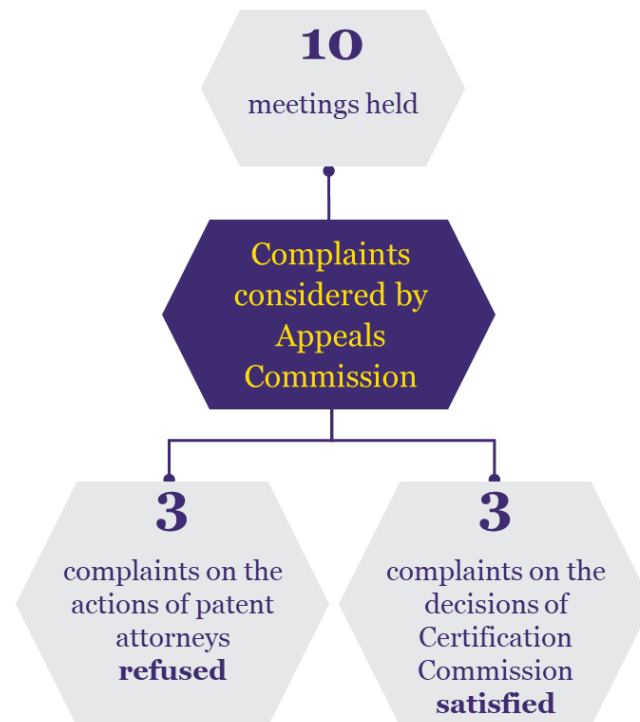 10
meetings held
Complaints
considered by
Appeals
Commission
3
complaints on the
actions of patent
attorneys
refused
3
complaints on the
decisions of
Certification
Commission
satisfied